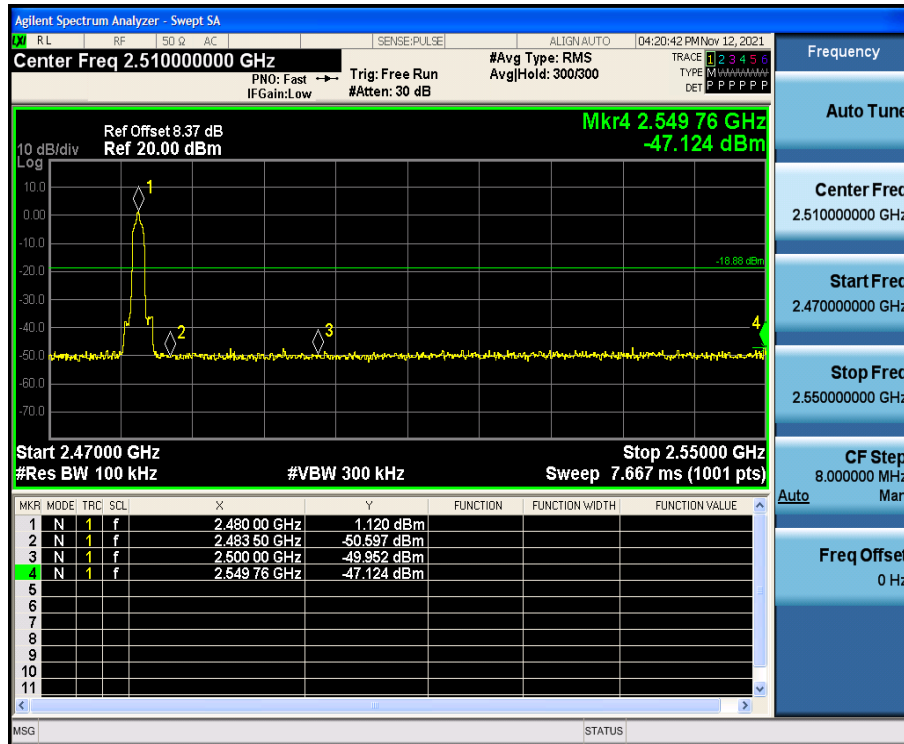 Agilent Spectrum Analyzer - Swept SA
LXI RL RF 50 Ω AC SENSE:PULSE ALIGN AUTO 04:20:42 PM Nov 12, 2021
Center Freq 2.510000000 GHz
PNO: Fast
IFGain:Low
Trig: Free Run
#Atten: 30 dB
#Avg Type: RMS
Avg|Hold: 300/300
TRACE 1 2 3 4 5 6
TYPE M WWWWW
DET P P P P P P
Mkr4 2.549 76 GHz
-47.124 dBm
Ref Offset 8.37 dB
10 dB/div Ref 20.00 dBm
Log
10.0
0.00
-10.0
-20.0
-30.0
-40.0
-50.0
-60.0
-70.0
1
2
3
4
-18.88 dBm
Start 2.47000 GHz Stop 2.55000 GHz
#Res BW 100 kHz #VBW 300 kHz Sweep 7.667 ms (1001 pts)
MKR MODE TRC SCL X Y FUNCTION FUNCTION WIDTH FUNCTION VALUE
1 N 1 f 2.480 00 GHz 1.120 dBm
2 N 1 f 2.483 50 GHz -50.597 dBm
3 N 1 f 2.500 00 GHz -49.952 dBm
4 N 1 f 2.549 76 GHz -47.124 dBm
5
6
7
8
9
10
11
MSG STATUS
Frequency
Auto Tune
Center Freq
2.510000000 GHz
Start Freq
2.470000000 GHz
Stop Freq
2.550000000 GHz
CF Step
8.000000 MHz
Auto Man
Freq Offset
0 Hz